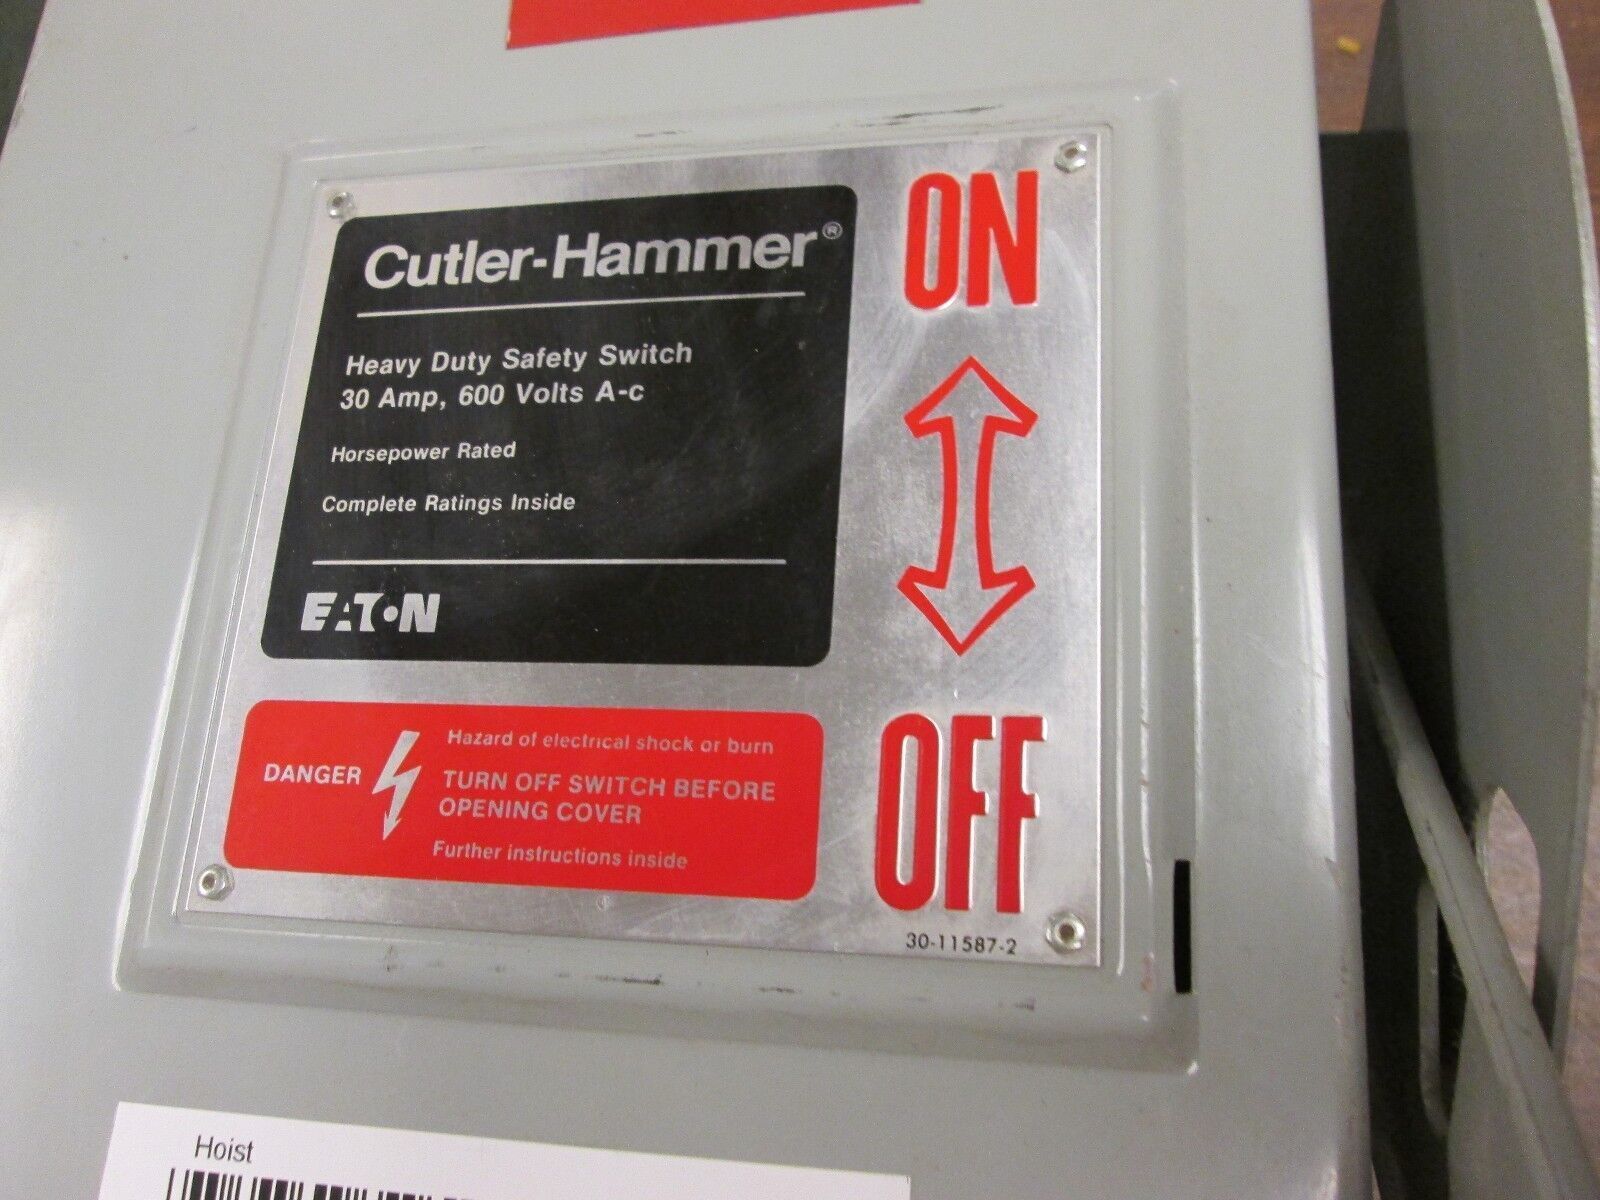 Cutler-Hammer®
Heavy Duty Safety Switch
30 Amp, 600 Volts A-c
Horsepower Rated
Complete Ratings Inside
EATON
ON
OFF
DANGER
Hazard of electrical shock or burn
TURN OFF SWITCH BEFORE
OPENING COVER
Further instructions inside
30-11587-2
Hoist